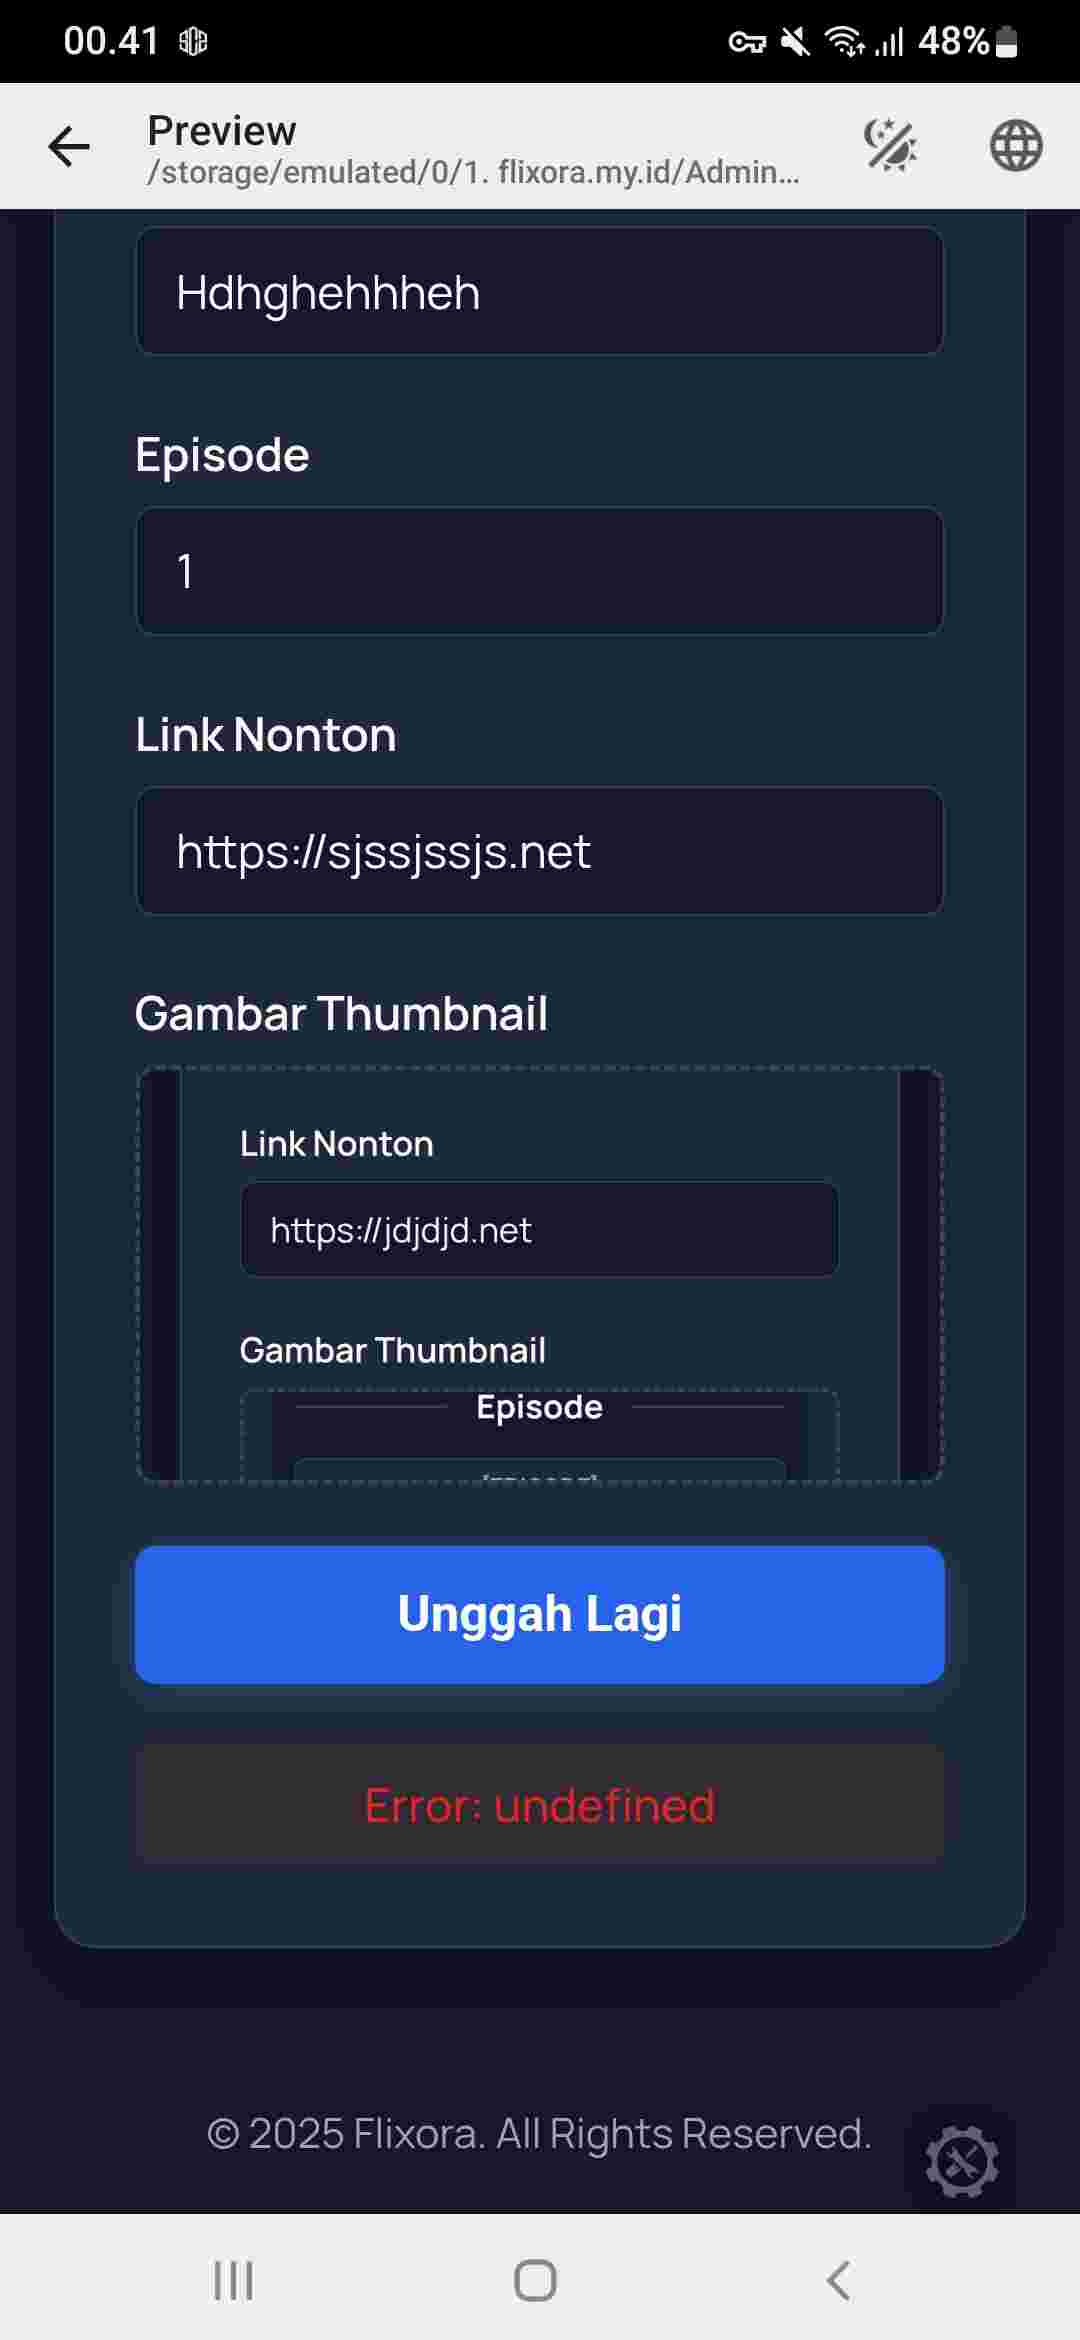 00.41
48%
Preview
/storage/emulated/0/1. flixora.my.id/Admin...
Hdhghehhheh
Episode
1
Link Nonton
https://sjssjssjs.net
Gambar Thumbnail
Link Nonton
https://jdjdjd.net
Gambar Thumbnail
Episode
Unggah Lagi
Error: undefined
© 2025 Flixora. All Rights Reserved.